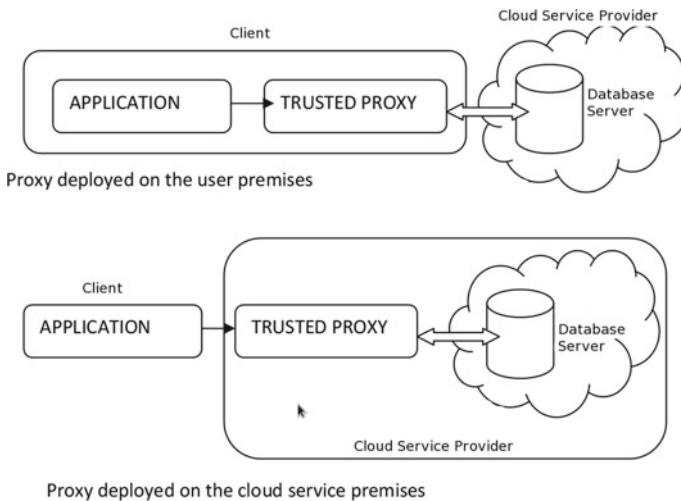 Cloud Service Provider
Client
APPLICATION
TRUSTED PROXY
Database
Server
Proxy deployed on the user premises
Client
APPLICATION
TRUSTED PROXY
Database
Server
Cloud Service Provider
Proxy deployed on the cloud service premises